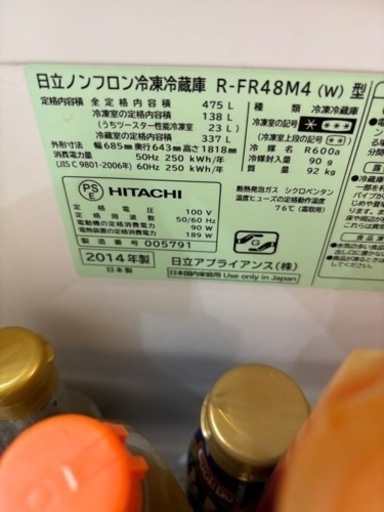 日立ノンフロン冷凍冷蔵庫 R-FR48M4 (W) 型
定格内容積 全定格内容積 475 L
冷凍室の定格内容積 138 L
(うちツースター性能冷凍室 23 L)
冷蔵室の定格内容積 337 L
外形寸法 幅685mm 奥行643mm 高さ1818mm
消費電力量 50Hz 250 kWh/年
(JIS C 9801-2006年) 60Hz 250 kWh/年
種類 冷凍冷蔵庫
冷凍室の記号
(冷凍室上段の記号)
冷媒 R600a
冷媒封入量 90 g
質量 92 kg
PS
E
HITACHI
定格電圧 100 V
定格周波数 50/60 Hz
電動機の定格消費電力 90 W
電熱装置の定格消費電力 189 W
製造番号 005791
断熱発泡ガス シクロペンタン
温度ヒューズの定格動作温度
76℃ (霜取用)
G
2014年製
日本製
日立アプライアンス(株)
日本国内家庭用 Use only in Japan